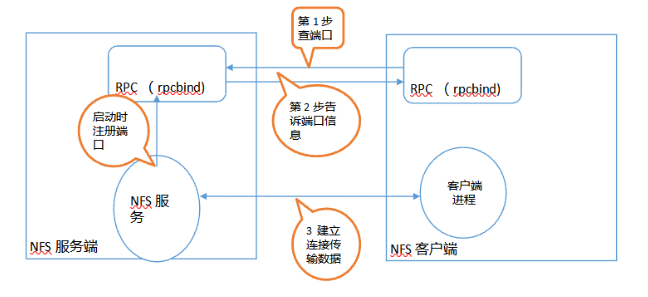 第 1 步
查端口
RPC （ rpcbind)
RPC （ rpcbind)
第 2 步告
诉端口信
息
启动时
注册端
口
NFS 服
务
客户端
进程
3 建立
连接传
输数据
NFS 服务端
NFS 客户端